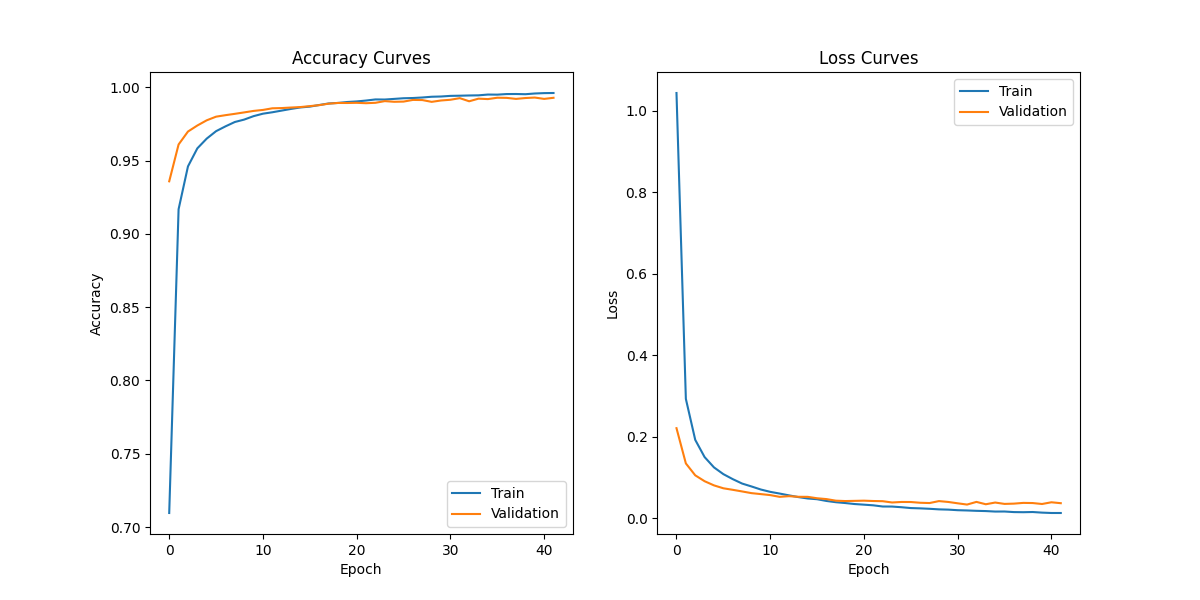 Accuracy Curves
Accuracy
1.00
0.95
0.90
0.85
0.80
0.75
0.70
0 10 20 30 40
Epoch
Train
Validation
Loss Curves
Loss
1.0
0.8
0.6
0.4
0.2
0.0
0 10 20 30 40
Epoch
Train
Validation